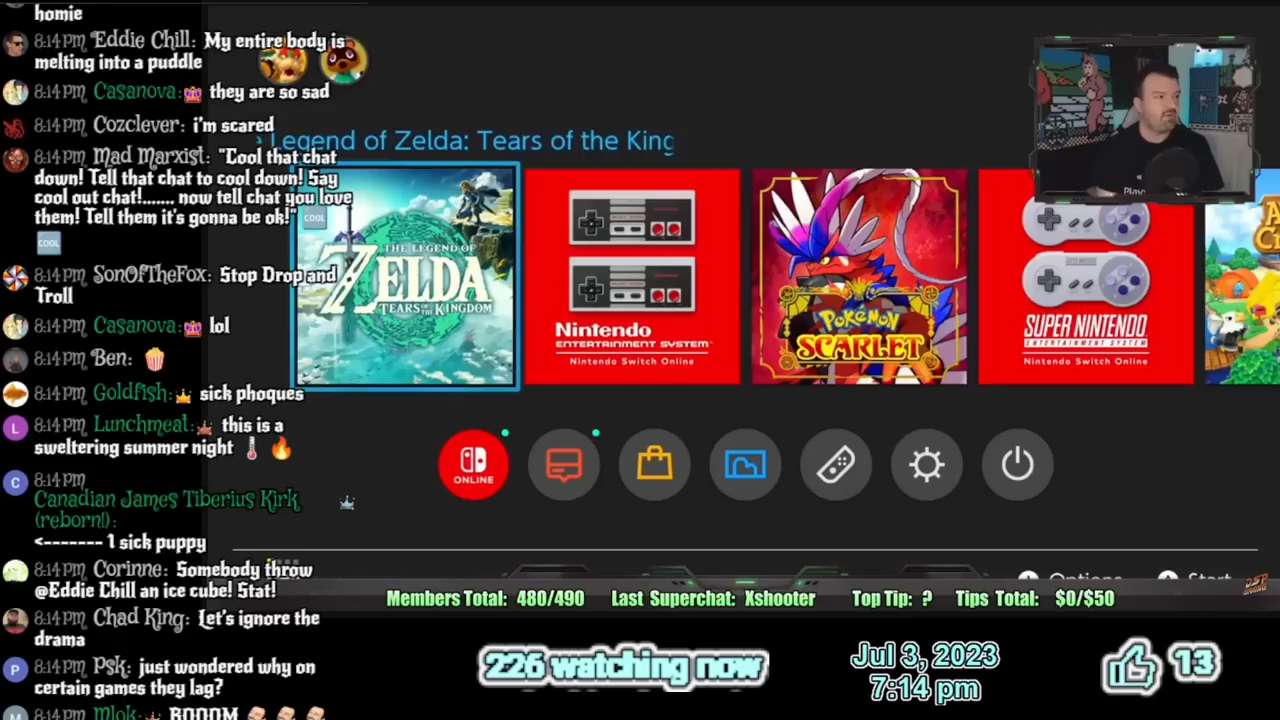 homie
8:14 PM Eddie Chill: My entire body is
melting into a puddle
8:14 PM Casanova: they are so sad
8:14 PM Cozclever: i'm scared
8:14 PM Mad Marxist: "Cool that chat
down! Tell that chat to cool down! Say
cool out chat!....... now tell chat you love
them! Tell them it's gonna be ok!"
COOL
COOL
8:14 PM SonOfTheFox: Stop Drop and
Troll
8:14 PM Casanova: lol
8:14 PM Ben:
8:14 PM Goldfish: sick phoques
L
8:14 PM Lunchmeat: this is a
sweltering summer night
C
8:14 PM
Canadian James Tiberius Kirk
(reborn!):
<------- 1 sick puppy
8:14 PM Corinne: Somebody throw
@Eddie Chill an ice cube! Stat!
8:14 PM Chad King: Let's ignore the
drama
P
8:14 PM Psk: just wondered why on
certain games they lag?
M
8:14 PM Mlok: BOOOM
Legend of Zelda: Tears of the King
THE LEGEND OF
ZELDA
TEARS OF THE KINGDOM
Nintendo
ENTERTAINMENT SYSTEM™
Nintendo Switch Online
POKéMON
SCARLET
SUPER NINTENDO
ENTERTAINMENT SYSTEM
Nintendo Switch Online
Play
ONLINE
Options
Start
Members Total: 480/490
Last Superchat: Xshooter
Top Tip: ?
Tips Total: $0/$50
226 watching now
Jul 3, 2023
7:14 pm
13